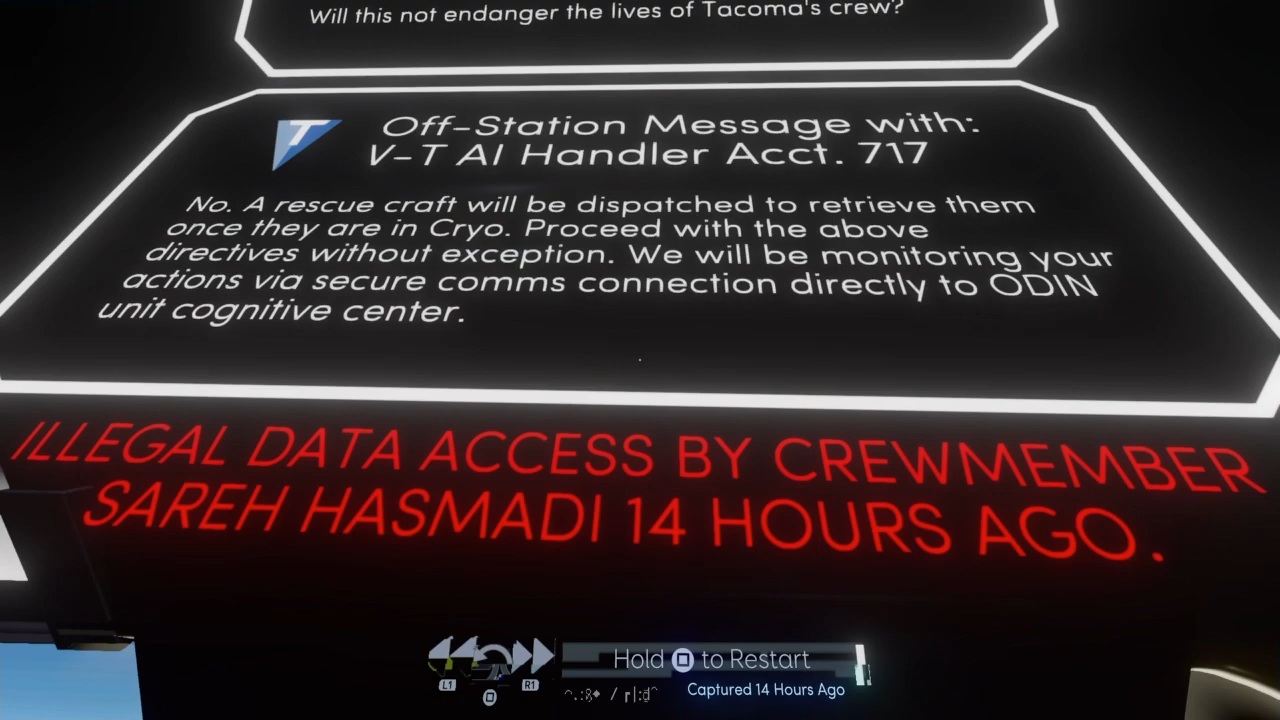 Will this not endanger the lives of Tacoma's crew?
T
Off-Station Message with:
V-T AI Handler Acct. 717
No. A rescue craft will be dispatched to retrieve them
once they are in Cryo. Proceed with the above
directives without exception. We will be monitoring your
actions via secure comms connection directly to ODIN
unit cognitive center.
ILLEGAL DATA ACCESS BY CREWMEMBER
SAREH HASMADI 14 HOURS AGO.
Hold to Restart
L1
R1
Captured 14 Hours Ago